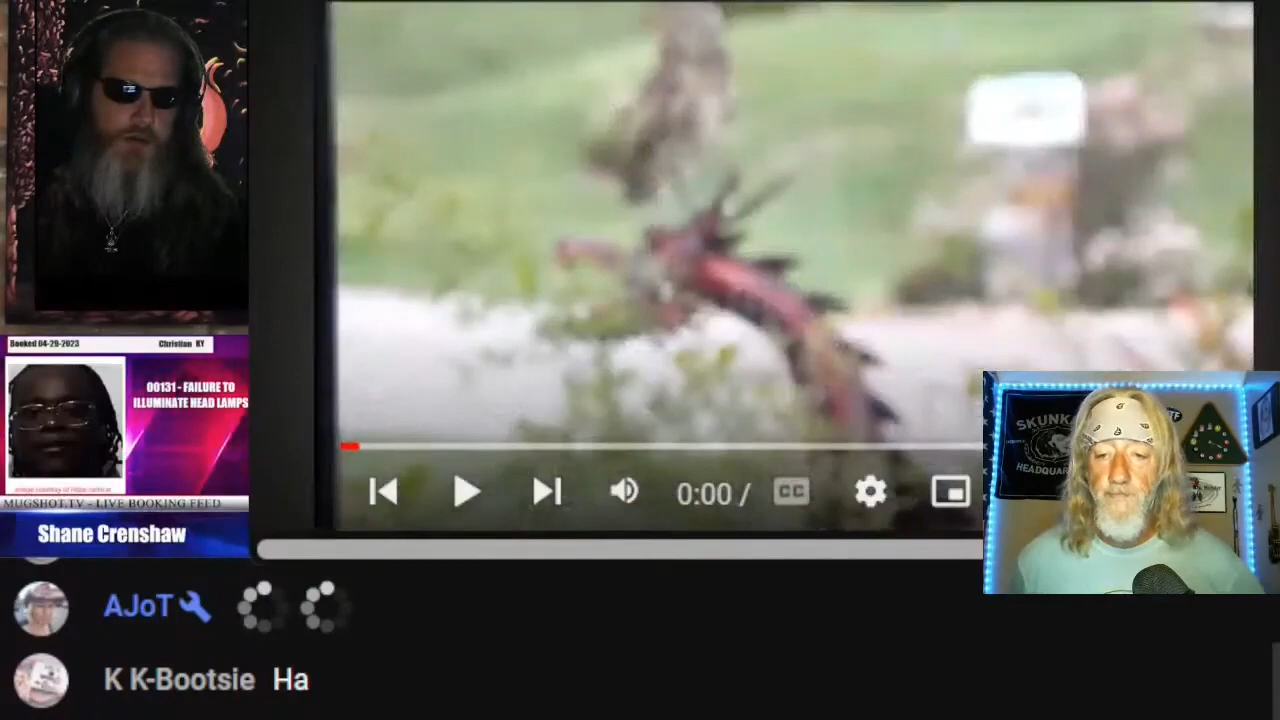 Booked 04-29-2023 Christian KY
00131 - FAILURE TO
ILLUMINATE HEAD LAMPS
MUGSHOT.TV - LIVE BOOKING FEED
Shane Crenshaw
0:00 /
CC
SKUNK
HEADQUAR
AJoT
K K-Bootsie Ha